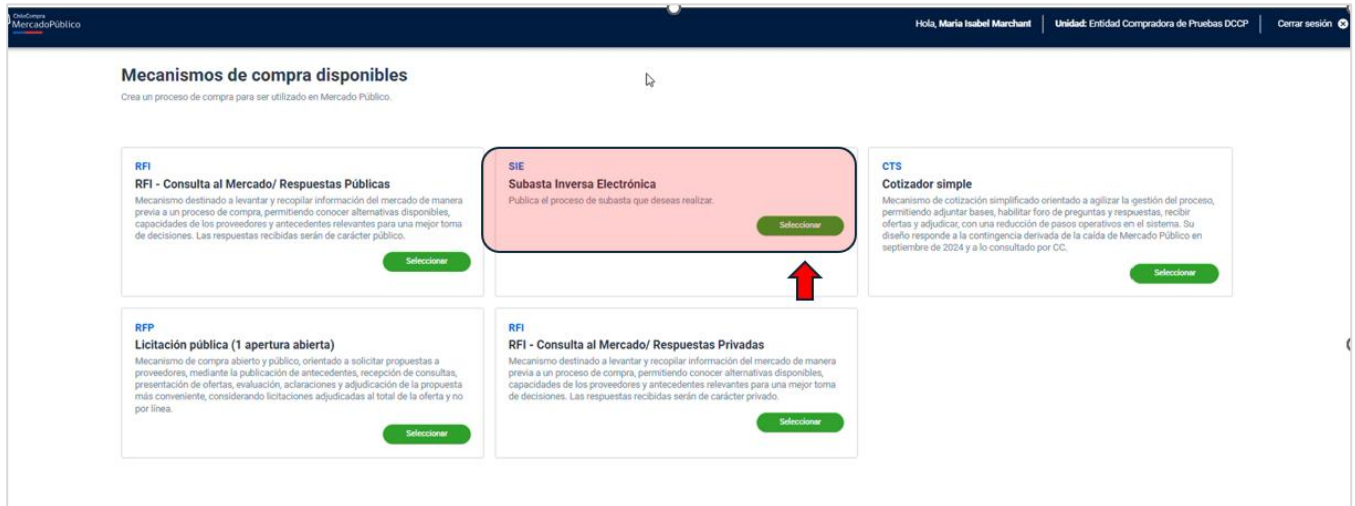 ChileCompra
MercadoPúblico
Hola, Maria Isabel Marchant
Unidad: Entidad Compradora de Pruebas DCCP
Cerrar sesión
Mecanismos de compra disponibles
Crea un proceso de compra para ser utilizado en Mercado Público.
RFI
RFI - Consulta al Mercado/ Respuestas Públicas
Mecanismo destinado a levantar y recopilar información del mercado de manera
previa a un proceso de compra, permitiendo conocer alternativas disponibles,
capacidades de los proveedores y antecedentes relevantes para una mejor toma
de decisiones. Las respuestas recibidas serán de carácter público.
Seleccionar
SIE
Subasta Inversa Electrónica
Publica el proceso de subasta que deseas realizar.
Seleccionar
CTS
Cotizador simple
Mecanismo de cotización simplificado orientado a agilizar la gestión del proceso,
permitiendo adjuntar bases, habilitar foro de preguntas y respuestas, recibir
ofertas y adjudicar, con una reducción de pasos operativos en el sistema. Su
diseño responde a la contingencia derivada de la caída de Mercado Público en
septiembre de 2024 y a lo consultado por CC.
Seleccionar
RFP
Licitación pública (1 apertura abierta)
Mecanismo de compra abierto y público, orientado a solicitar propuestas a
proveedores, mediante la publicación de antecedentes, recepción de consultas,
presentación de ofertas, evaluación, aclaraciones y adjudicación de la propuesta
más conveniente, considerando licitaciones adjudicadas al total de la oferta y no
por línea.
Seleccionar
RFI
RFI - Consulta al Mercado/ Respuestas Privadas
Mecanismo destinado a levantar y recopilar información del mercado de manera
previa a un proceso de compra, permitiendo conocer alternativas disponibles,
capacidades de los proveedores y antecedentes relevantes para una mejor toma
de decisiones. Las respuestas recibidas serán de carácter privado.
Seleccionar